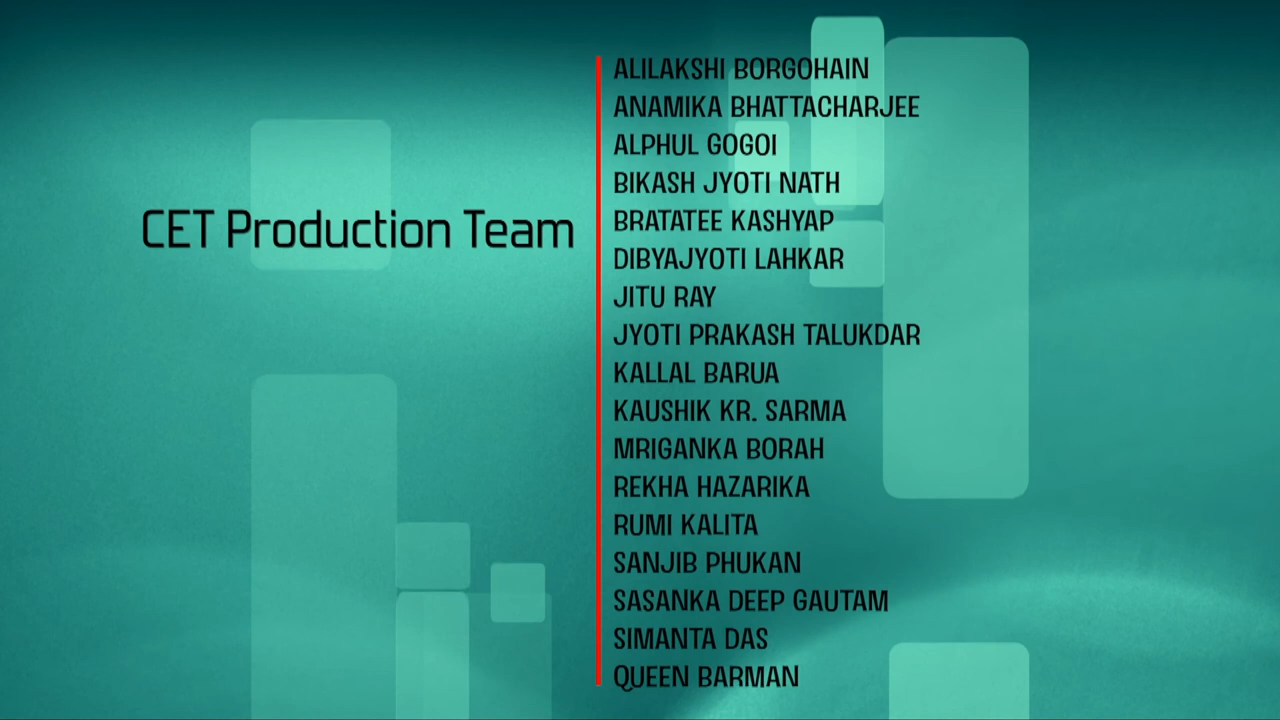 CET Production Team
ALILAKSHI BORGOHAIN
ANAMIKA BHATTACHARJEE
ALPHUL GOGOI
BIKASH JYOTI NATH
BRATATEE KASHYAP
DIBYAJYOTI LAHKAR
JITU RAY
JYOTI PRAKASH TALUKDAR
KALLAL BARUA
KAUSHIK KR. SARMA
MRIGANKA BORAH
REKHA HAZARIKA
RUMI KALITA
SANJIB PHUKAN
SASANKA DEEP GAUTAM
SIMANTA DAS
QUEEN BARMAN